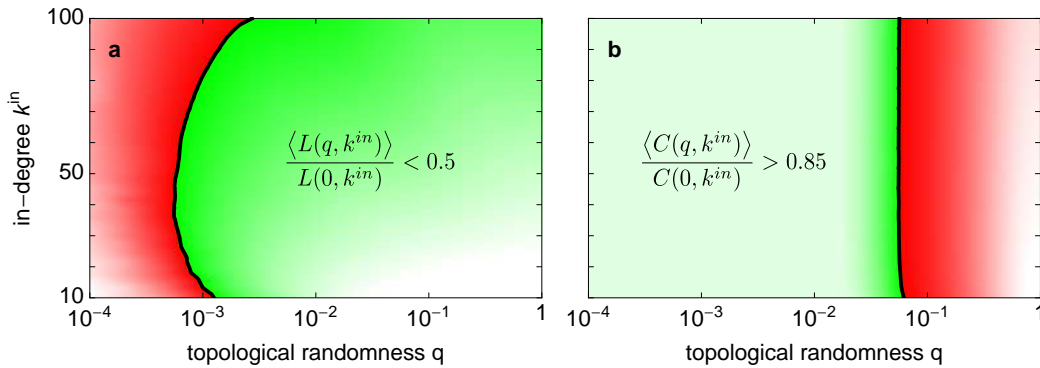 100
50
10
in−degree k^in
a
⟨L(q, k^{in})⟩ / L(0, k^{in}) < 0.5
10^−4 10^−3 10^−2 10^−1 1
topological randomness q
b
⟨C(q, k^{in})⟩ / C(0, k^{in}) > 0.85
10^−4 10^−3 10^−2 10^−1 1
topological randomness q